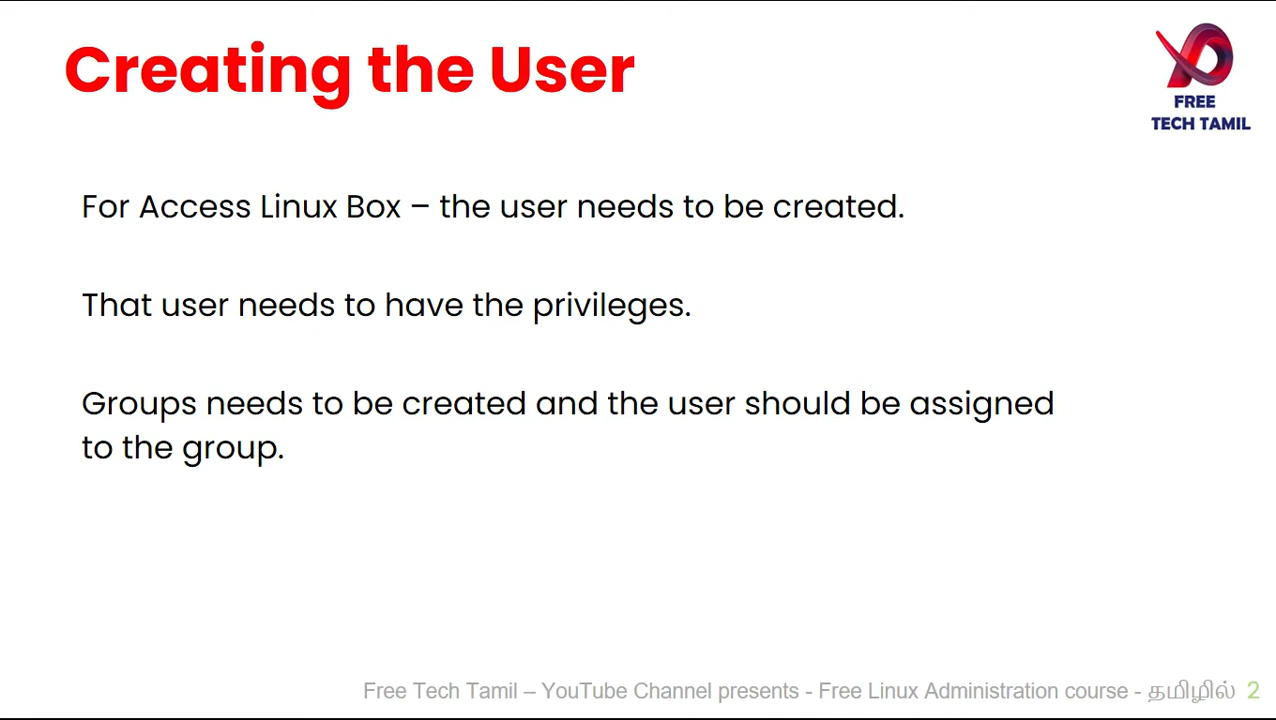 Creating the User
FREE
TECH TAMIL
For Access Linux Box – the user needs to be created.
That user needs to have the privileges.
Groups needs to be created and the user should be assigned
to the group.
Free Tech Tamil – YouTube Channel presents - Free Linux Administration course - தமிழில் 2